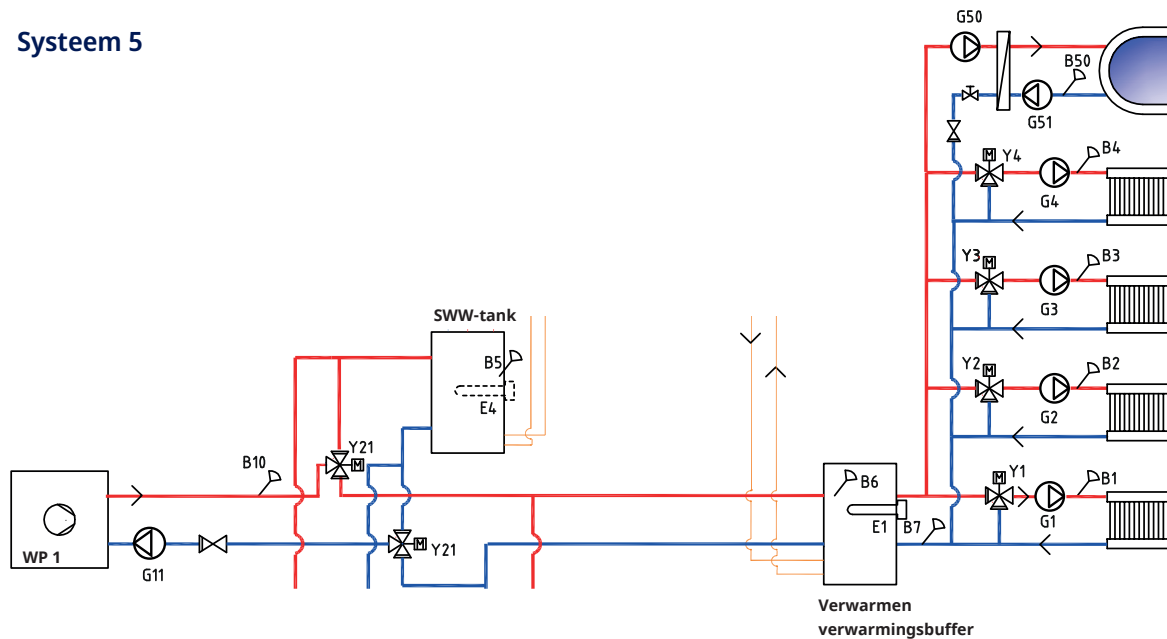 Systeem 5
G50
B50
G51
Y4
B4
M
G4
Y3
B3
M
G3
SWW-tank
B5
E4
Y2
B2
M
G2
Y21
M
B10
B6
Y1
B1
M
E1
B7
G1
WP 1
G11
M
Y21
Verwarmen
verwarmingsbuffer